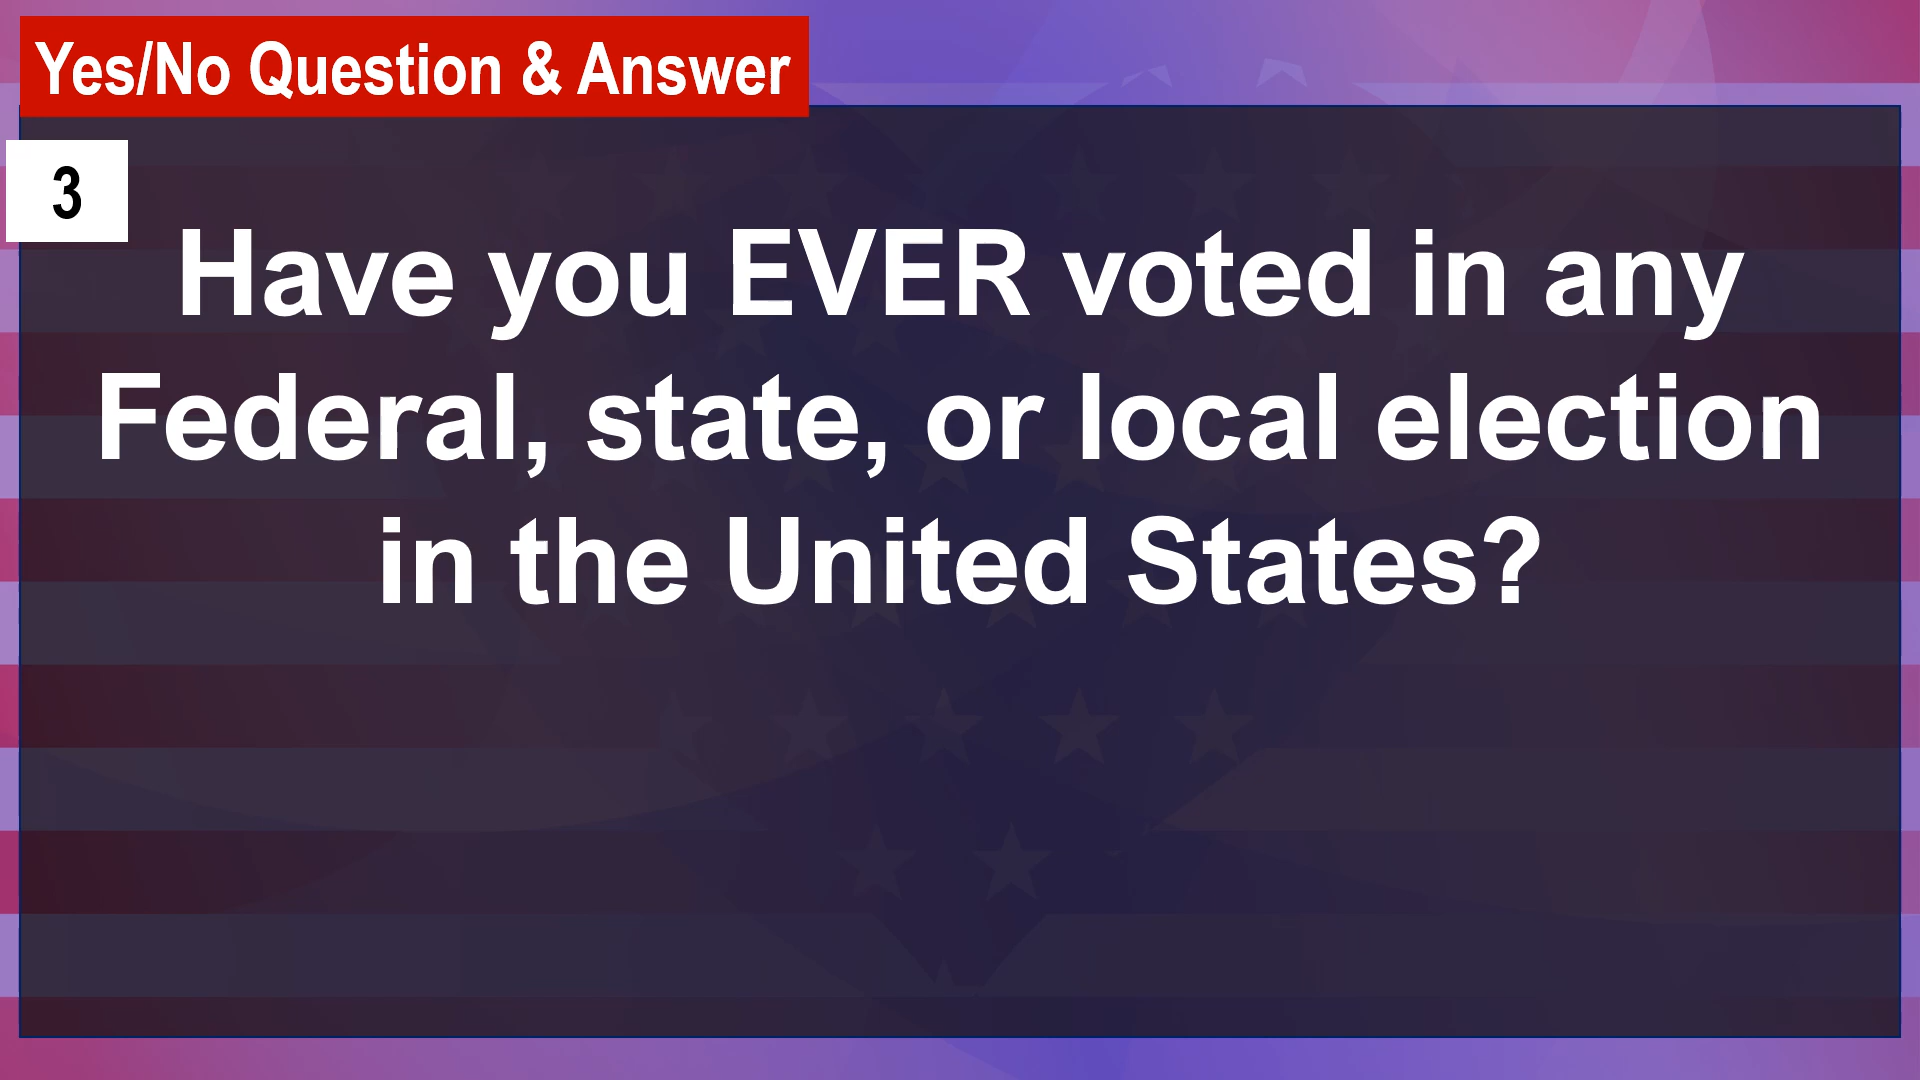 Yes/No Question & Answer
3
Have you EVER voted in any
Federal, state, or local election
in the United States?